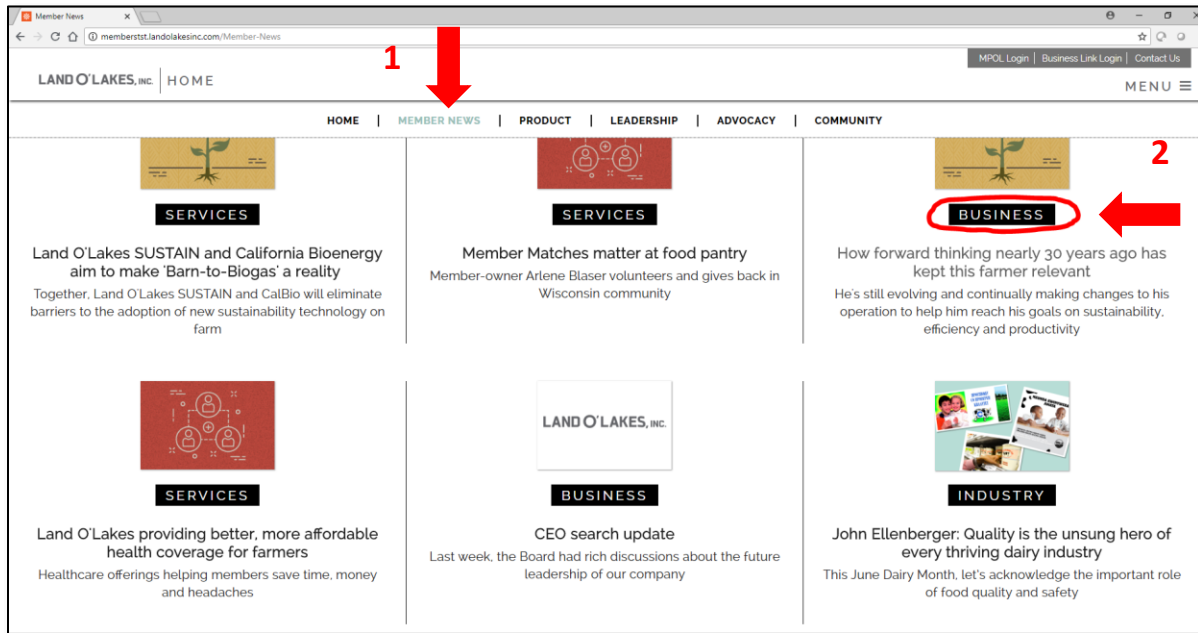 Member News
memberstst.landolakesinc.com/Member-News
MPOL Login | Business Link Login | Contact Us
1
LAND O'LAKES, INC. | HOME
MENU
HOME | MEMBER NEWS | PRODUCT | LEADERSHIP | ADVOCACY | COMMUNITY
2
SERVICES
Land O'Lakes SUSTAIN and California Bioenergy
aim to make 'Barn-to-Biogas' a reality
Together, Land O'Lakes SUSTAIN and CalBio will eliminate
barriers to the adoption of new sustainability technology on
farm
SERVICES
Member Matches matter at food pantry
Member-owner Arlene Blaser volunteers and gives back in
Wisconsin community
BUSINESS
How forward thinking nearly 30 years ago has
kept this farmer relevant
He's still evolving and continually making changes to his
operation to help him reach his goals on sustainability,
efficiency and productivity
SERVICES
Land O'Lakes providing better, more affordable
health coverage for farmers
Healthcare offerings helping members save time, money
and headaches
LAND O'LAKES, INC.
BUSINESS
CEO search update
Last week, the Board had rich discussions about the future
leadership of our company
INDUSTRY
John Ellenberger: Quality is the unsung hero of
every thriving dairy industry
This June Dairy Month, let's acknowledge the important role
of food quality and safety